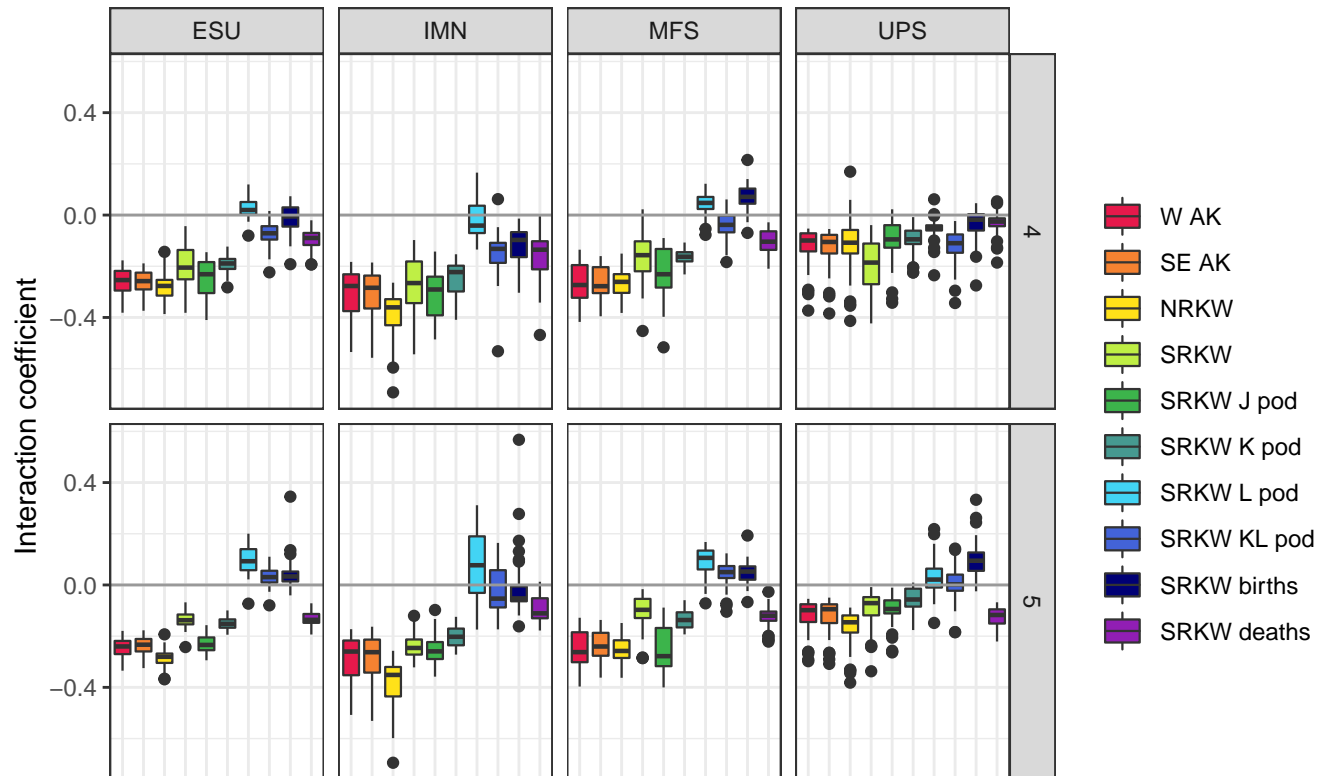 ESU IMN MFS UPS
0.4
0.0
−0.4
4
0.4
0.0
−0.4
5
Interaction coefficient
W AK
SE AK
NRKW
SRKW
SRKW J pod
SRKW K pod
SRKW L pod
SRKW KL pod
SRKW births
SRKW deaths